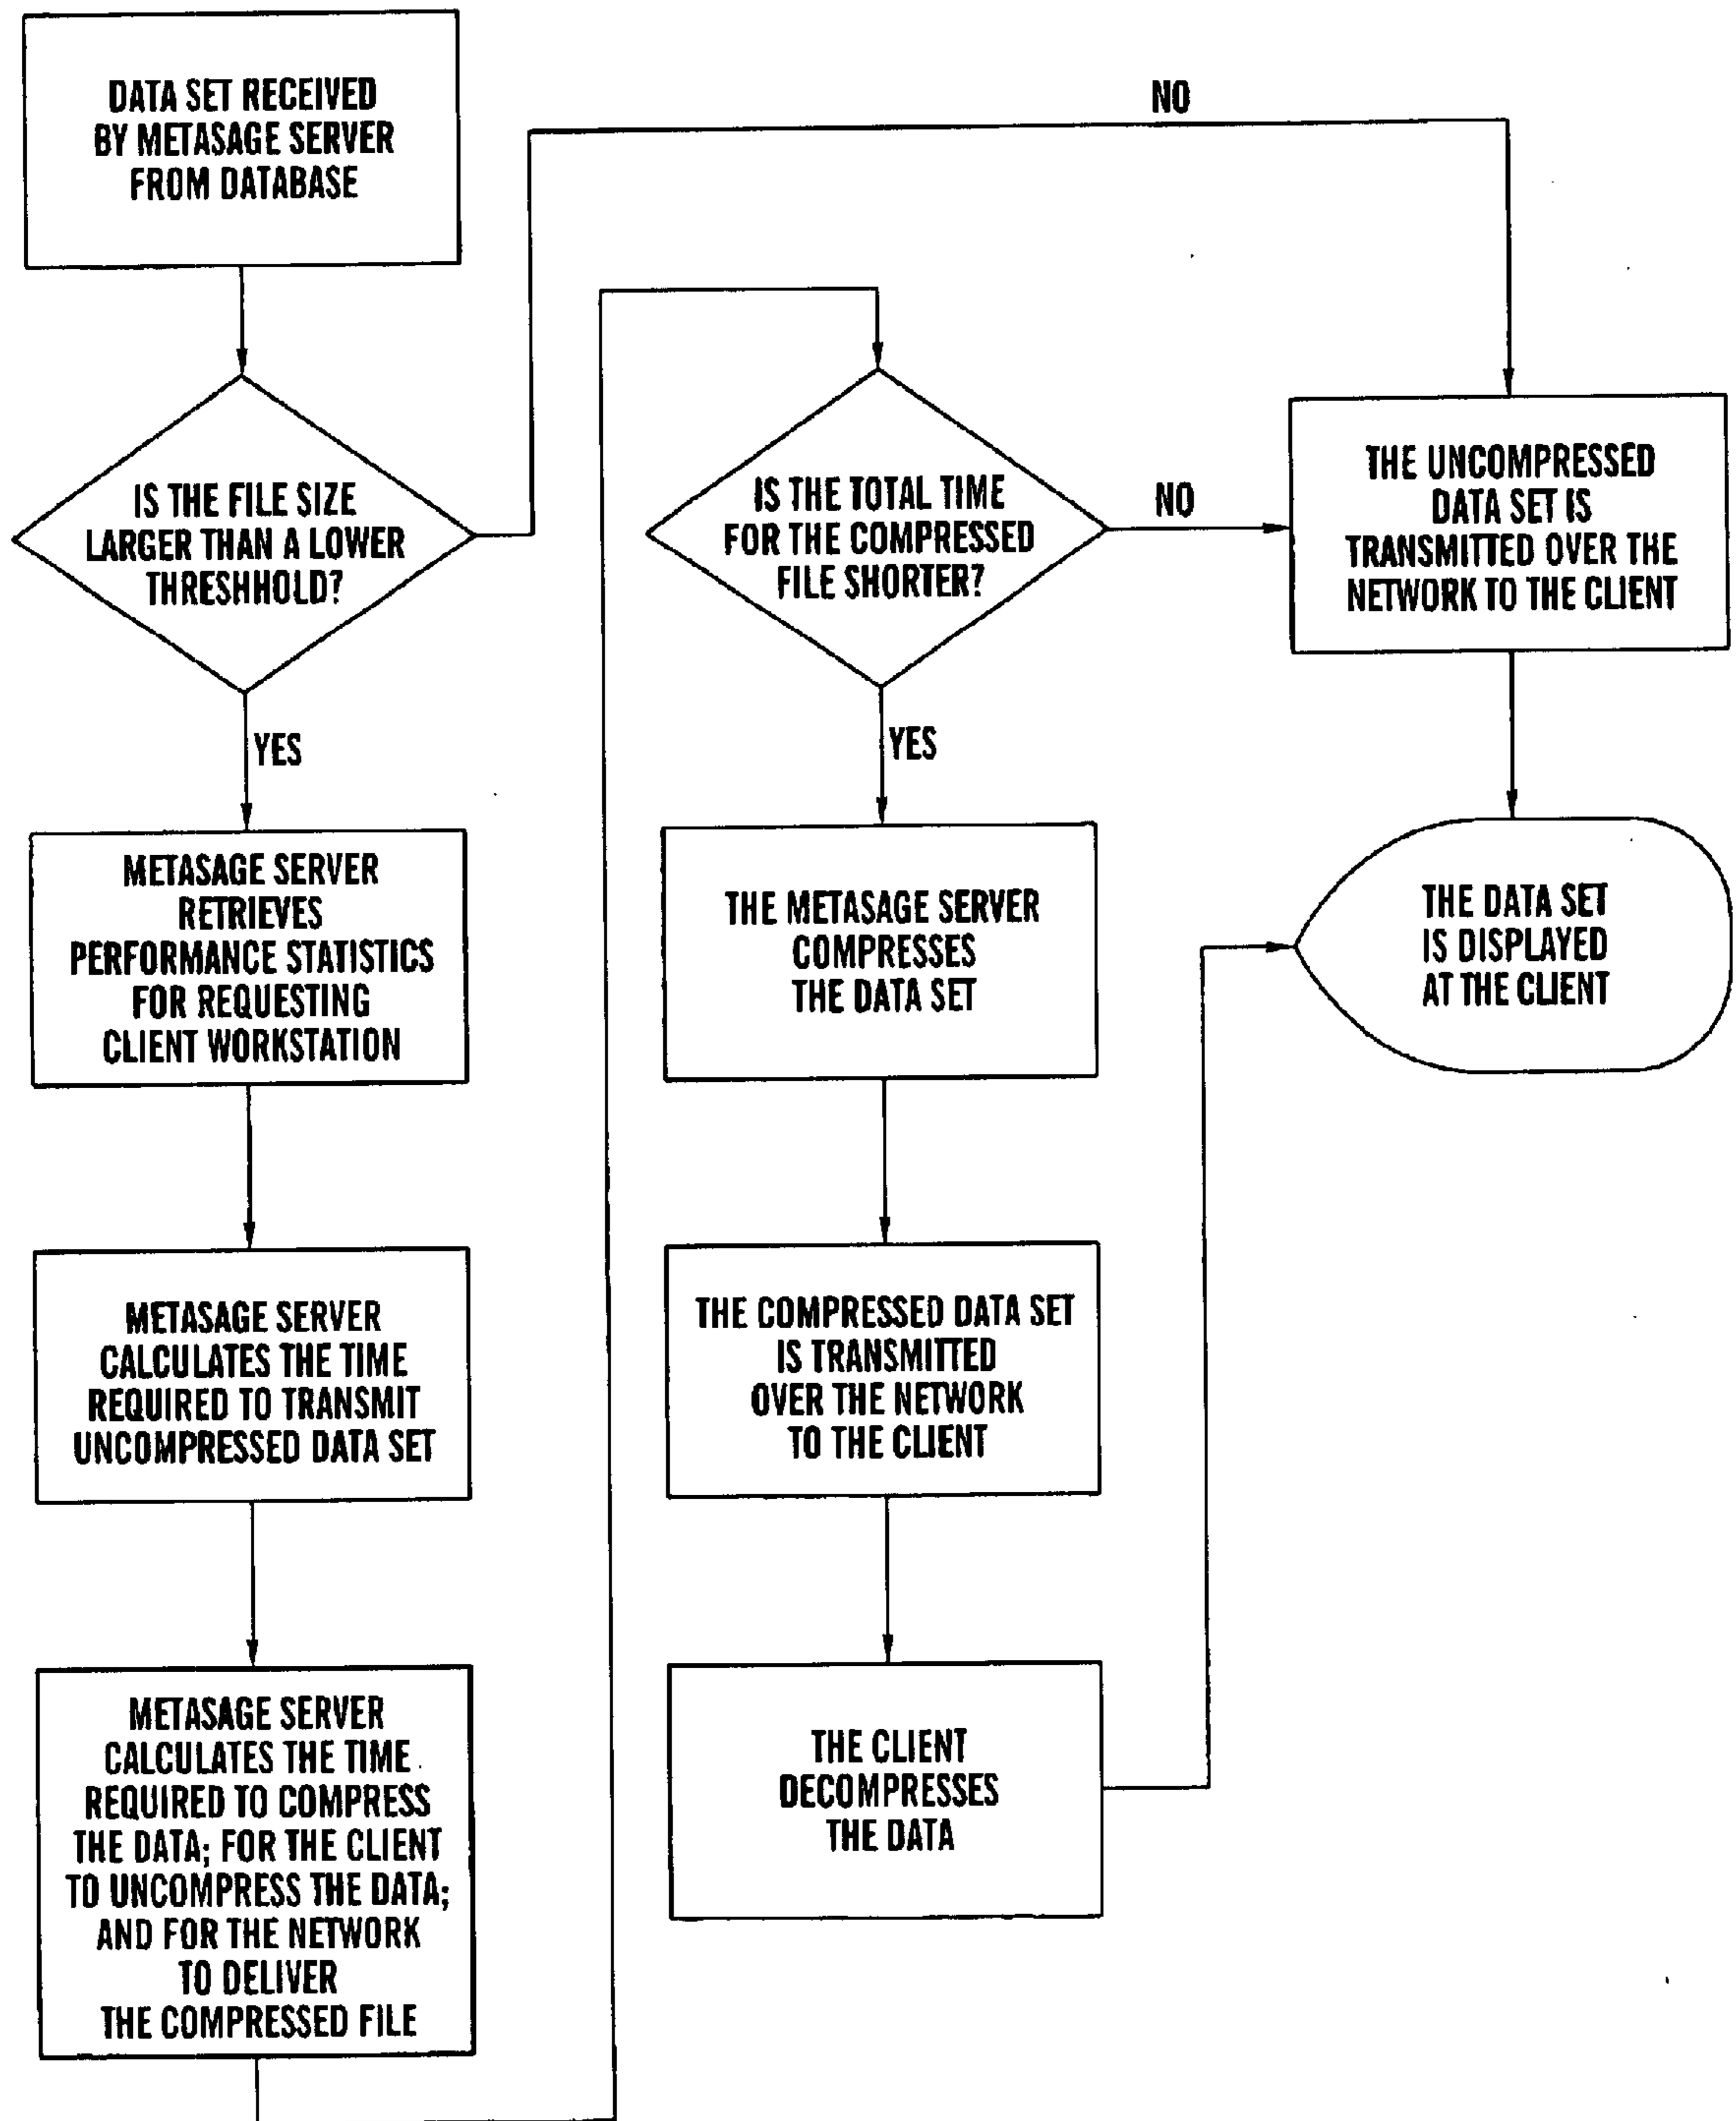 DATA SET RECEIVED
BY METASAGE SERVER
FROM DATABASE
NO
IS THE FILE SIZE
LARGER THAN A LOWER
THRESHHOLD?
YES
METASAGE SERVER
RETRIEVES
PERFORMANCE STATISTICS
FOR REQUESTING
CLIENT WORKSTATION
METASAGE SERVER
CALCULATES THE TIME
REQUIRED TO TRANSMIT
UNCOMPRESSED DATA SET
METASAGE SERVER
CALCULATES THE TIME
REQUIRED TO COMPRESS
THE DATA; FOR THE CLIENT
TO UNCOMPRESS THE DATA;
AND FOR THE NETWORK
TO DELIVER
THE COMPRESSED FILE
IS THE TOTAL TIME
FOR THE COMPRESSED
FILE SHORTER?
NO
YES
THE METASAGE SERVER
COMPRESSES
THE DATA SET
THE COMPRESSED DATA SET
IS TRANSMITTED
OVER THE NETWORK
TO THE CLIENT
THE CLIENT
DECOMPRESSES
THE DATA
THE UNCOMPRESSED
DATA SET IS
TRANSMITTED OVER THE
NETWORK TO THE CLIENT
THE DATA SET
IS DISPLAYED
AT THE CLIENT